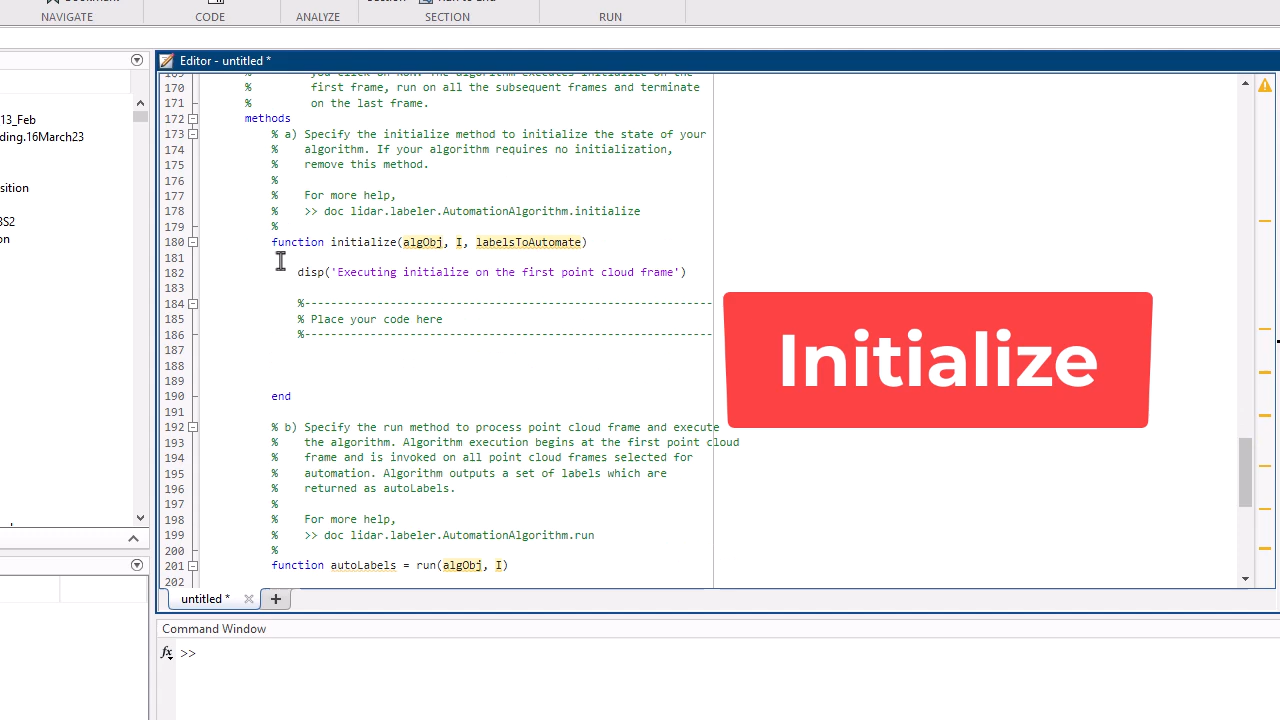 NAVIGATE CODE ANALYZE SECTION RUN
Editor - untitled *
13_Feb
ding.16March23
sition
3S2
on
170 % first frame, run on all the subsequent frames and terminate
171 % on the last frame.
172 methods
173 % a) Specify the initialize method to initialize the state of your
174 % algorithm. If your algorithm requires no initialization,
175 % remove this method.
176 %
177 % For more help,
178 % >> doc lidar.labeler.AutomationAlgorithm.initialize
179 %
180 function initialize(algObj, I, labelsToAutomate)
181
182 disp('Executing initialize on the first point cloud frame')
183
184 %--------------------------------------------------------------
185 % Place your code here
186 %--------------------------------------------------------------
187
188
189
190 end
191
192 % b) Specify the run method to process point cloud frame and execute
193 % the algorithm. Algorithm execution begins at the first point cloud
194 % frame and is invoked on all point cloud frames selected for
195 % automation. Algorithm outputs a set of labels which are
196 % returned as autoLabels.
197 %
198 % For more help,
199 % >> doc lidar.labeler.AutomationAlgorithm.run
200 %
201 function autoLabels = run(algObj, I)
202
Initialize
untitled *
Command Window
fx >>